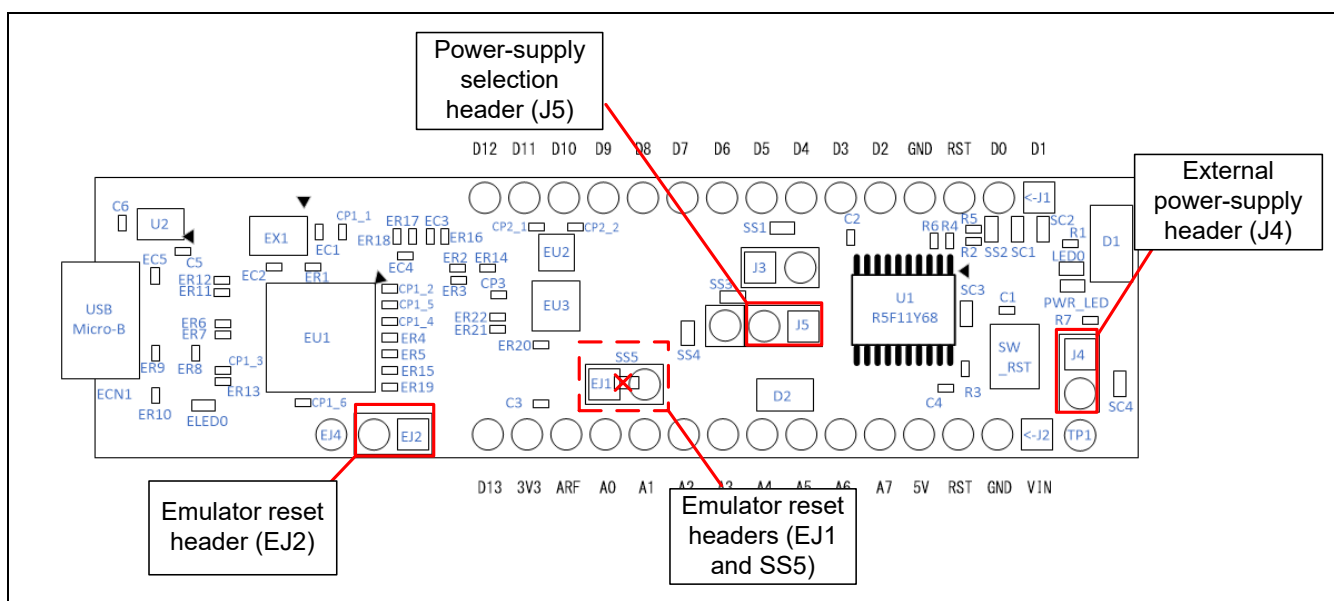 Power-supply
selection
header (J5)
External
power-supply
header (J4)
D12 D11 D10 D9 D8 D7 D6 D5 D4 D3 D2 GND RST D0 D1
<-J1
C6
U2
C5
EX1
CP1_1
EC1
ER17
ER18
EC3
ER16
EC4
CP2_1
CP2_2
EU2
SS1
C2
R6 R4
R5
R2
SS2
SC1
SC2
R1
D1
LED0
EC5
EC2
ER1
ER12
ER11
ER2
ER14
ER3
CP3
J3
SS3
PWR_LED
USB
Micro-B
EU1
CP1_2
CP1_5
CP1_4
ER4
ER5
ER15
ER19
EU3
ER22
ER21
ER20
ER6
ER7
SS4
J5
U1
R5F11Y68
SC3
C1
R7
SW
_RST
J4
ER9
ER8
CP1_3
ER13
SS5
EJ1
R3
ECN1
ER10
ELED0
CP1_6
C3
D2
C4
SC4
EJ4
EJ2
<-J2
TP1
D13 3V3 ARF A0 A1 A2 A3 A4 A5 A6 A7 5V RST GND VIN
Emulator reset
header (EJ2)
Emulator reset
headers (EJ1
and SS5)